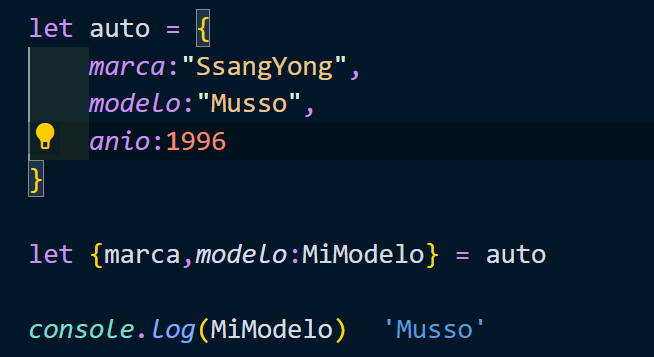 let auto = {
marca:"SsangYong",
modelo:"Musso",
anio:1996
}
let {marca,modelo:MiModelo} = auto
console.log(MiModelo) 'Musso'